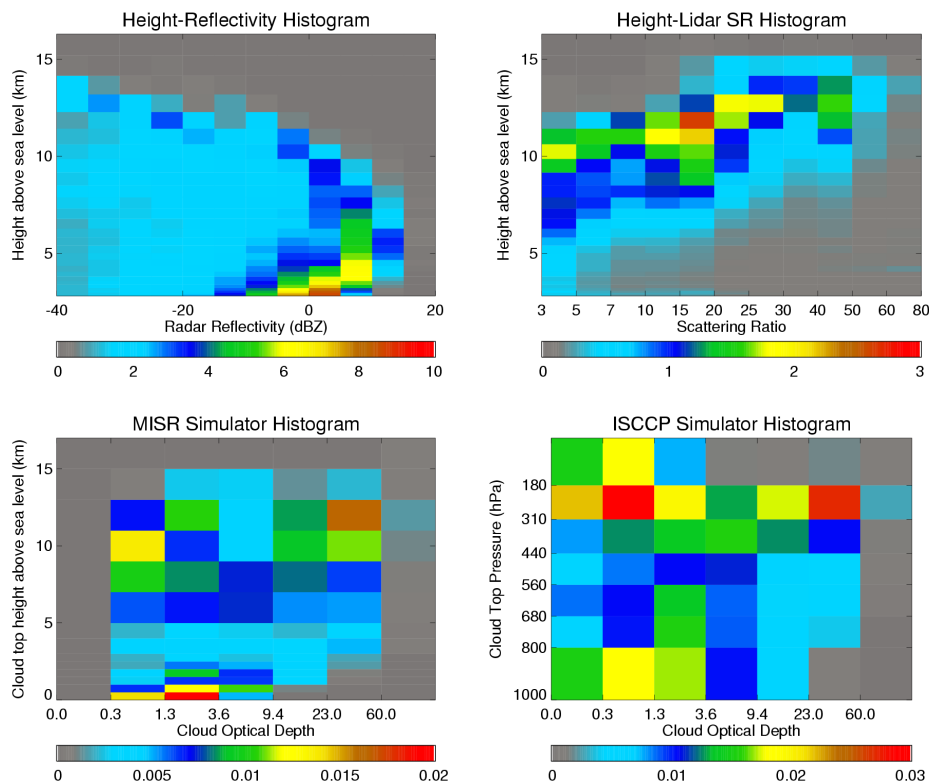 Height-Reflectivity Histogram
Height above sea level (km)
15
10
5
-40 -20 0 20
Radar Reflectivity (dBZ)
0 2 4 6 8 10
Height-Lidar SR Histogram
Height above sea level (km)
15
10
5
3 5 7 10 15 20 25 30 40 50 60 80
Scattering Ratio
0 1 2 3
MISR Simulator Histogram
Cloud top height above sea level (km)
15
10
5
0
0.0 0.3 1.3 3.6 9.4 23.0 60.0
Cloud Optical Depth
0 0.005 0.010 0.015 0.02
ISCCP Simulator Histogram
Cloud Top Pressure (hPa)
180
310
440
560
680
800
1000
0.0 0.3 1.3 3.6 9.4 23.0 60.0
Cloud Optical Depth
0 0.01 0.02 0.03